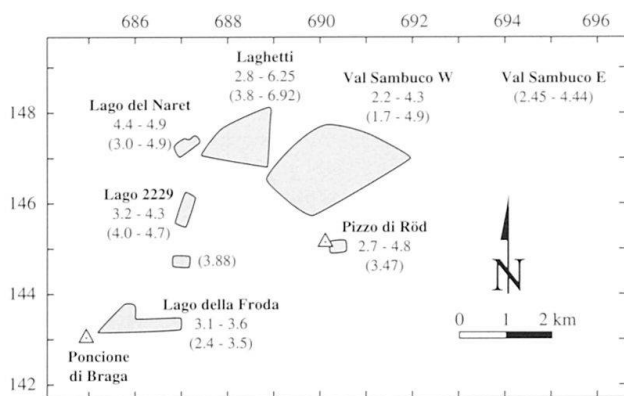 686 688 690 692 694 696
Laghetti
2.8 - 6.25
(3.8 - 6.92)
Val Sambuco W
2.2 - 4.3
(1.7 - 4.9)
Val Sambuco E
(2.45 - 4.44)
148
Lago del Naret
4.4 - 4.9
(3.0 - 4.9)
146
Lago 2229
3.2 - 4.3
(4.0 - 4.7)
Pizzo di Röd
2.7 - 4.8
(3.47)
(3.88)
144
N
Lago della Froda
3.1 - 3.6
(2.4 - 3.5)
0 1 2 km
Poncione
di Braga
142